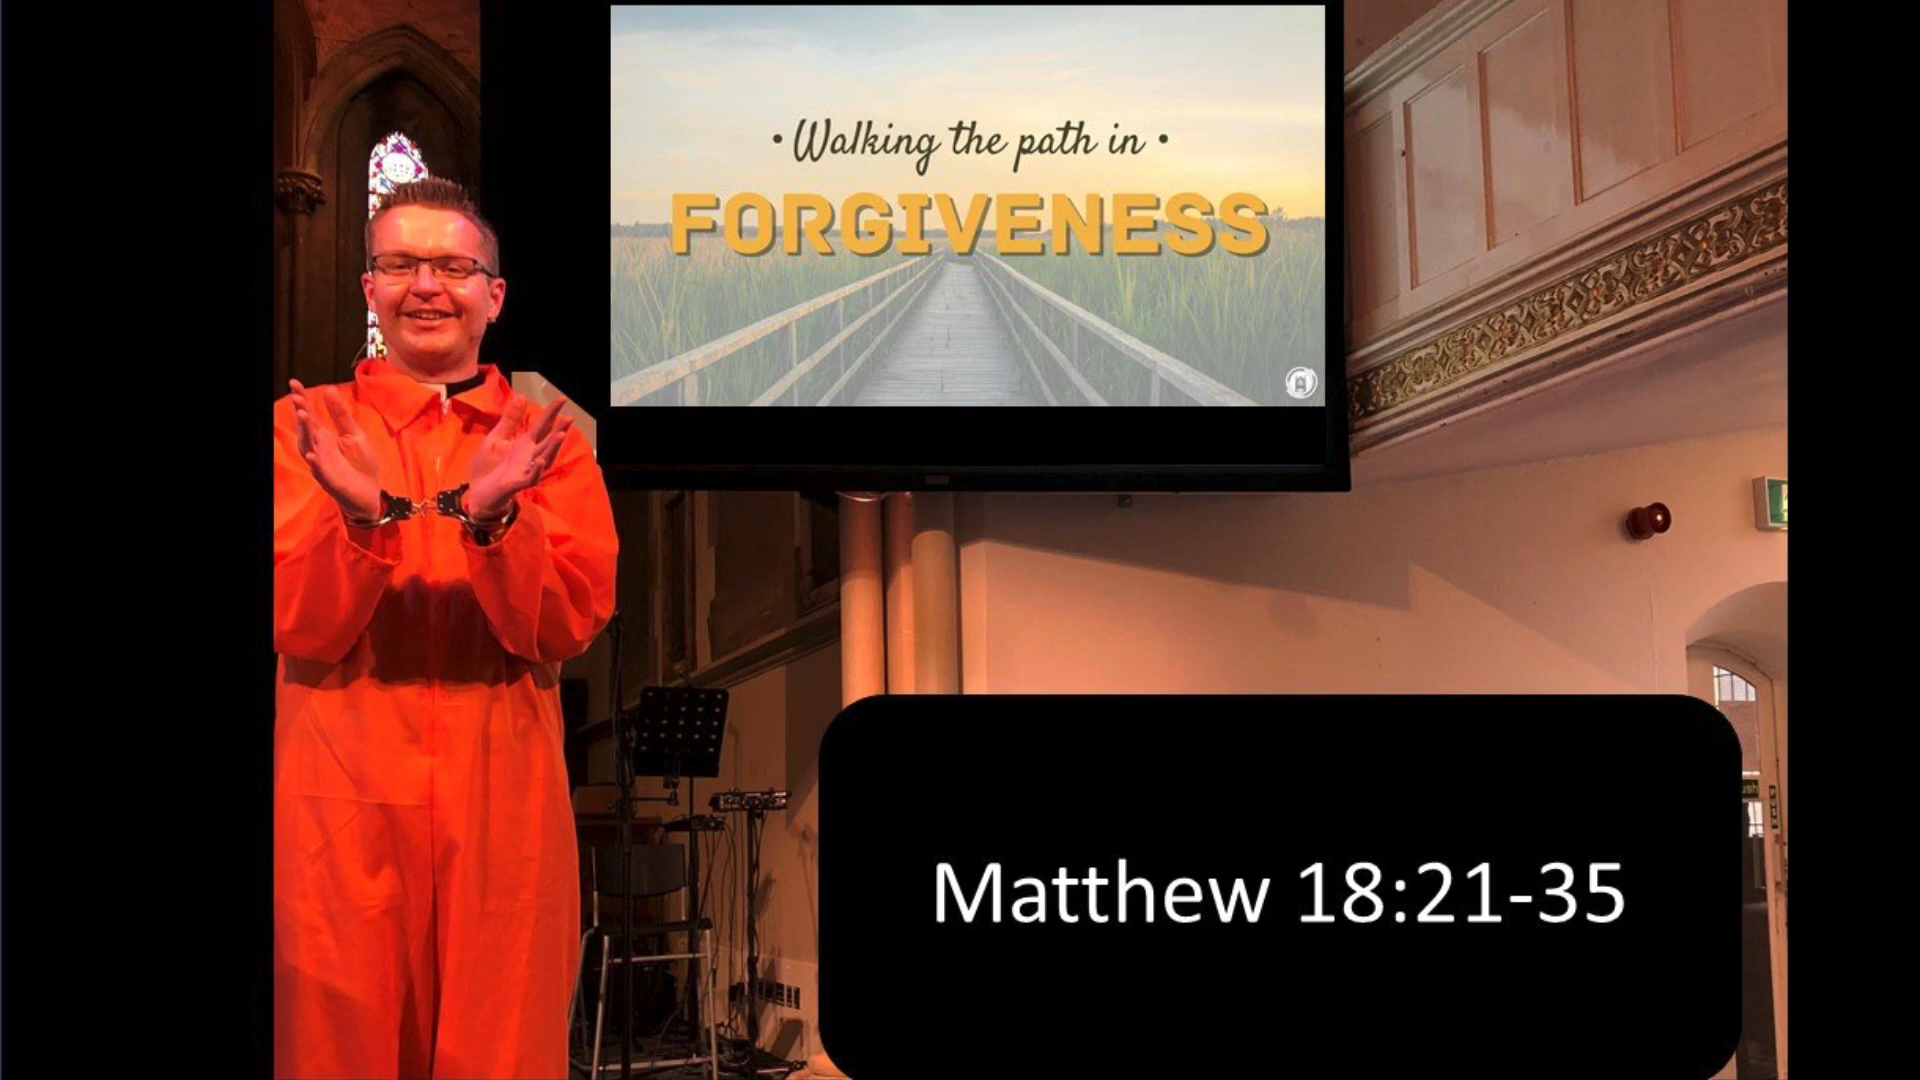 • Walking the path in •
FORGIVENESS
Matthew 18:21-35